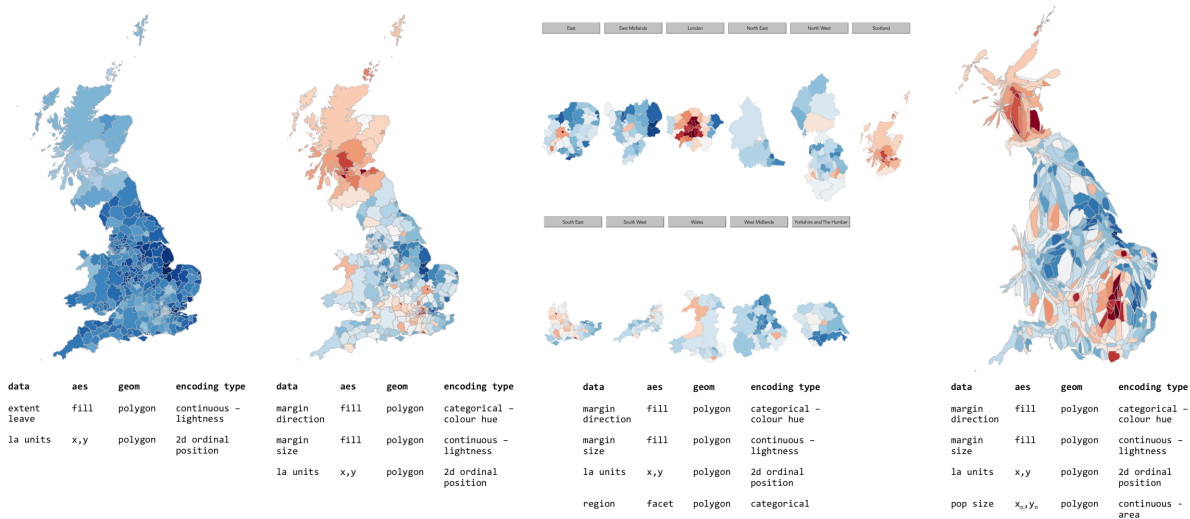 East East Midlands London North East North West Scotland
South East South West Wales West Midlands Yorkshire and The Humber
data aes geom encoding type
extent leave fill polygon continuous – lightness
la units x,y polygon 2d ordinal position
data aes geom encoding type
margin direction fill polygon categorical – colour hue
margin size fill polygon continuous – lightness
la units x,y polygon 2d ordinal position
data aes geom encoding type
margin direction fill polygon categorical – colour hue
margin size fill polygon continuous – lightness
la units x,y polygon 2d ordinal position
region facet polygon categorical
data aes geom encoding type
margin direction fill polygon categorical – colour hue
margin size fill polygon continuous – lightness
la units x,y polygon 2d ordinal position
pop size xₙ,yₙ polygon continuous - area